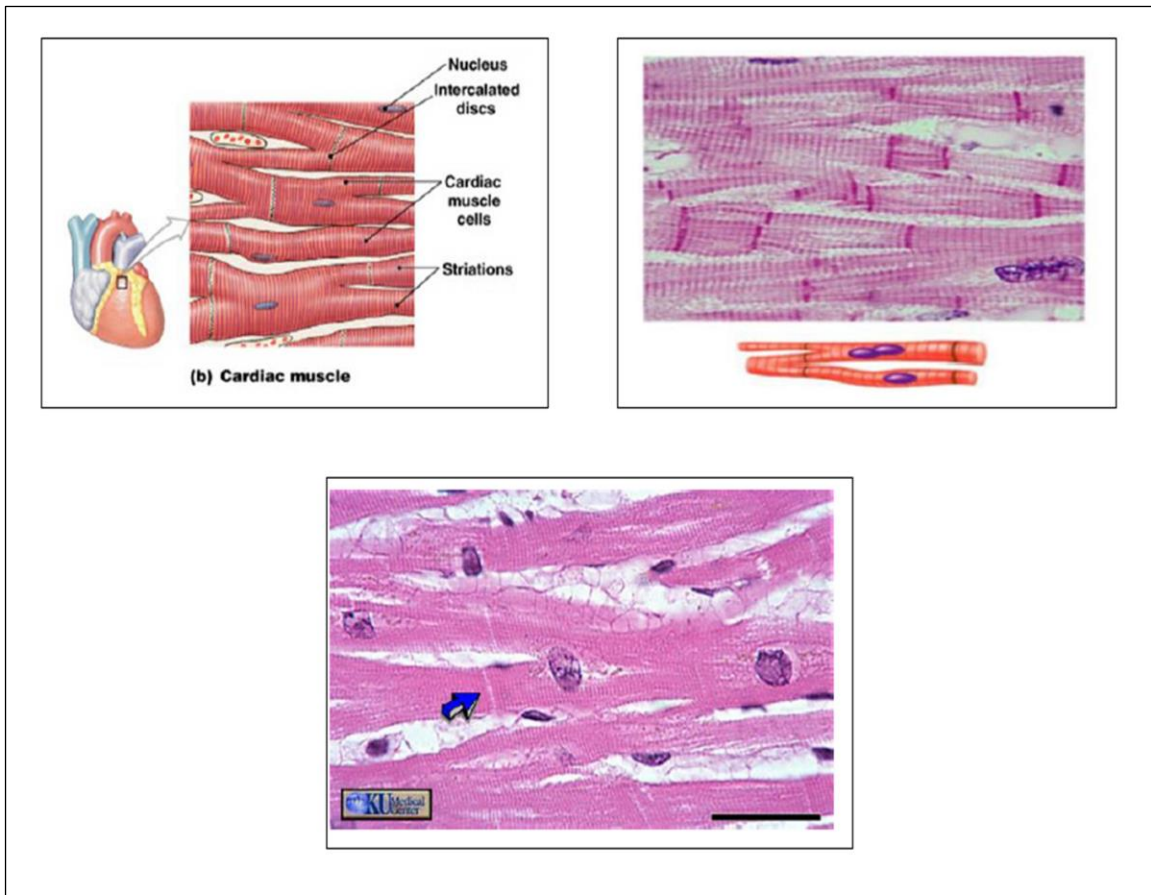 Nucleus
Intercalated
discs
Cardiac
muscle
cells
Striations
(b) Cardiac muscle
KU Medical
Center